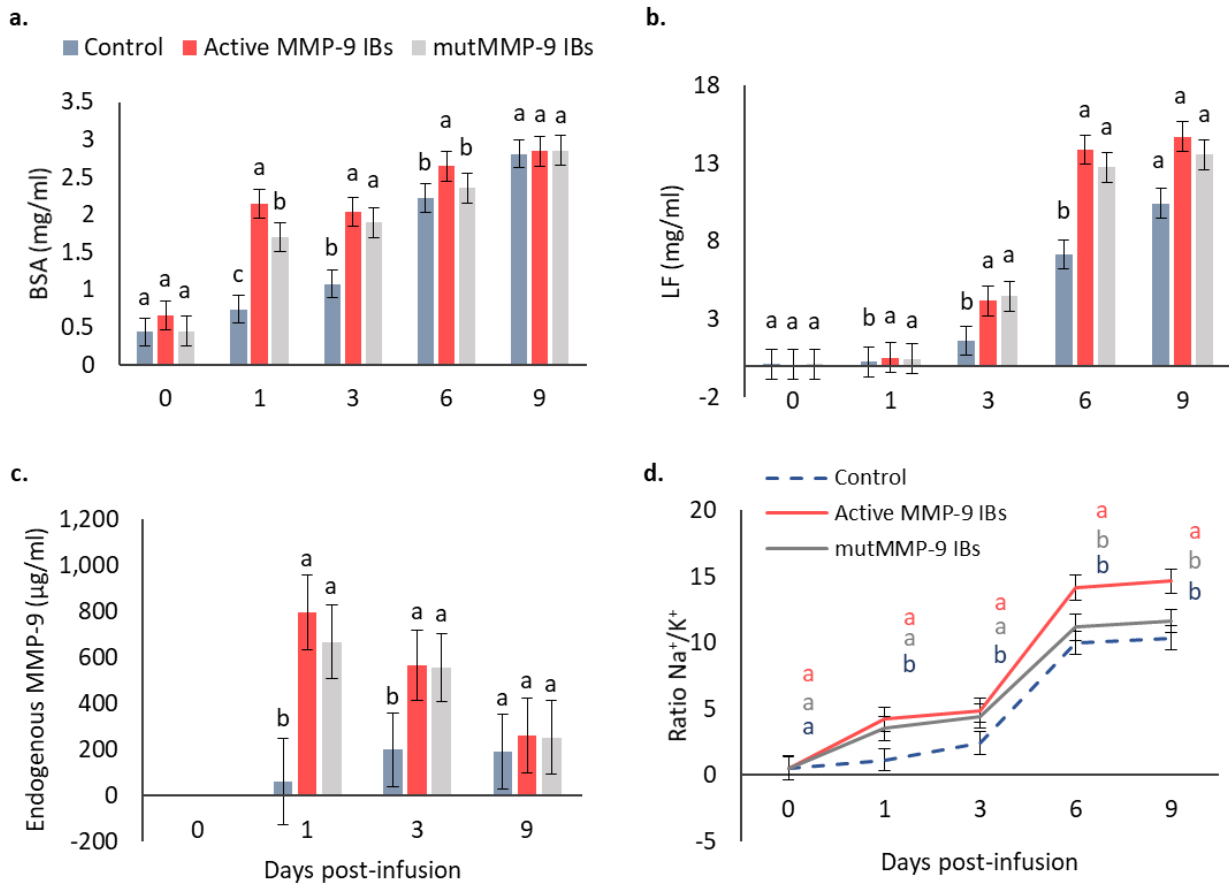 a.
Control Active MMP-9 IBs mutMMP-9 IBs
BSA (mg/ml)
3.5
3
2.5
2
1.5
1
0.5
0
a a a
c a b
b a a
b a b
a a a
0 1 3 6 9
b.
LF (mg/ml)
18
13
8
3
-2
a a a
b a a
b a a
b a a
a a a
0 1 3 6 9
c.
Endogenous MMP-9 (µg/ml)
1,200
1,000
800
600
400
200
0
-200
b a a
b a a
a a a
0 1 3 9
Days post-infusion
d.
Control
Active MMP-9 IBs
mutMMP-9 IBs
Ratio Na⁺/K⁺
20
15
10
5
0
-5
a
a
a
a
a
b
a
a
b
a
b
b
a
b
b
0 1 3 6 9
Days post-infusion